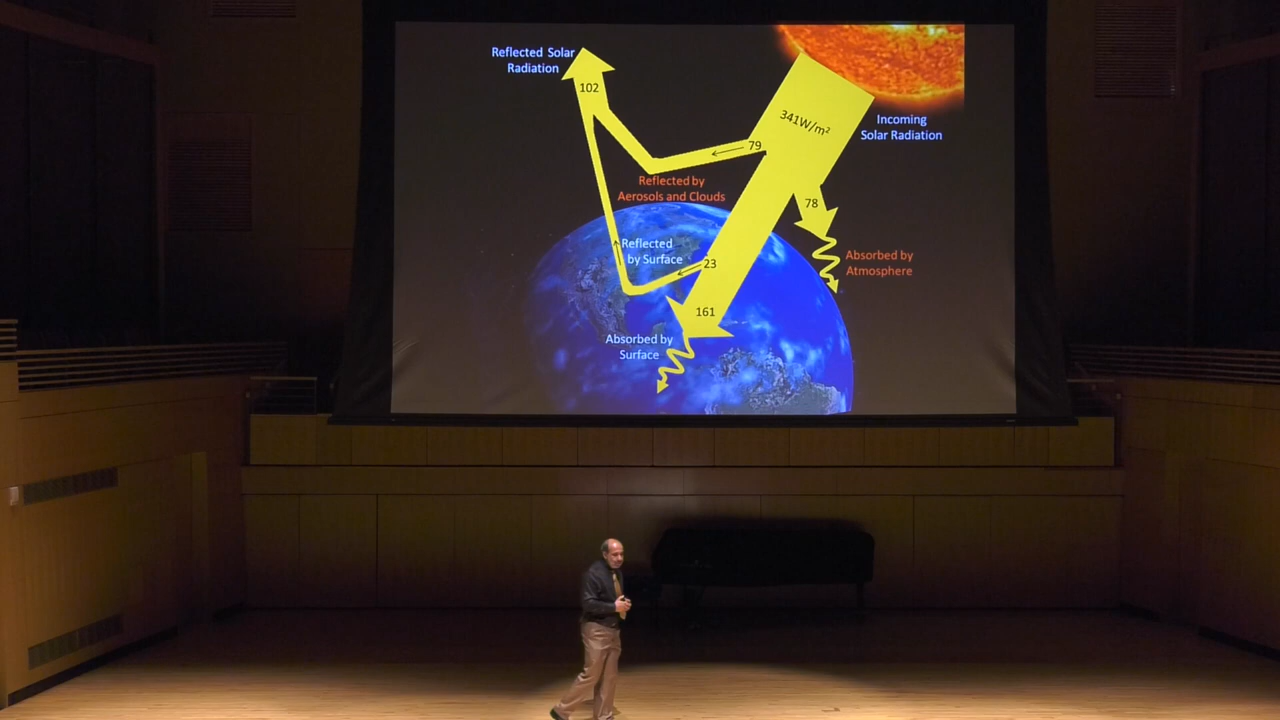 Reflected Solar
Radiation
102
341W/m²
Incoming
Solar Radiation
79
Reflected by
Aerosols and Clouds
78
Reflected
by Surface
23
Absorbed by
Atmosphere
161
Absorbed by
Surface